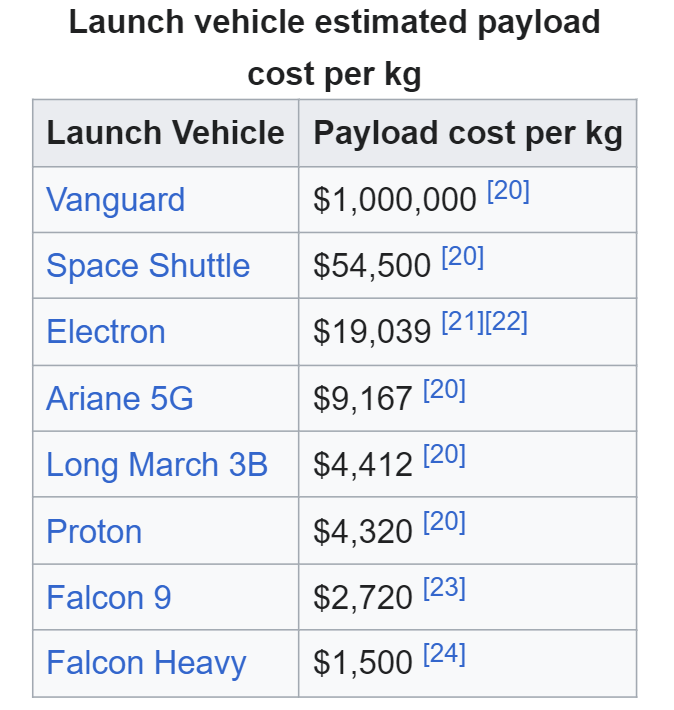 Launch vehicle estimated payload
cost per kg
Launch Vehicle Payload cost per kg
Vanguard $1,000,000 [20]
Space Shuttle $54,500 [20]
Electron $19,039 [21][22]
Ariane 5G $9,167 [20]
Long March 3B $4,412 [20]
Proton $4,320 [20]
Falcon 9 $2,720 [23]
Falcon Heavy $1,500 [24]